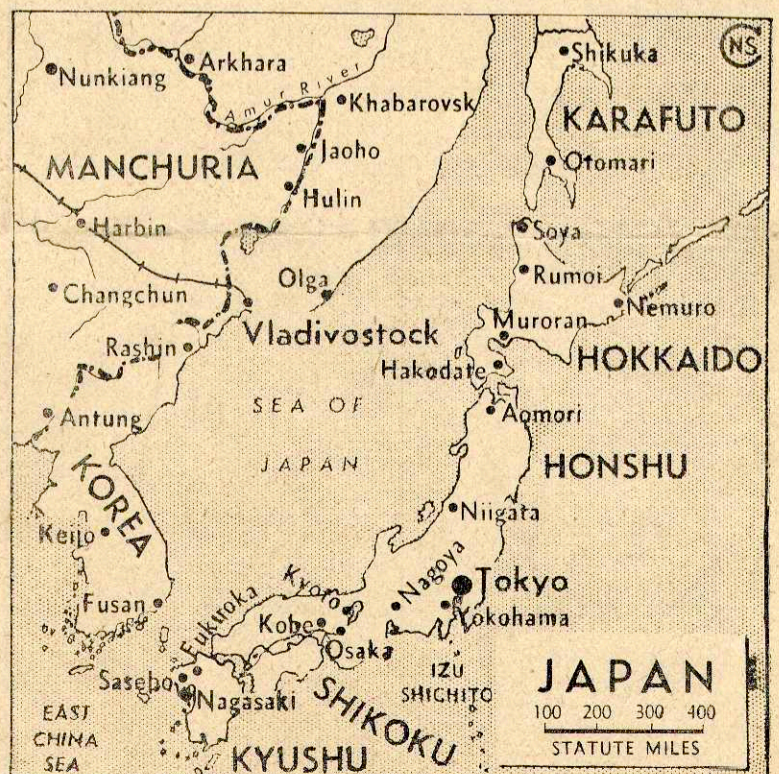 NS
Arkhara
Shikuka
Nunkiang
Amur River
Khabarovsk
KARAFUTO
Jaoho
MANCHURIA
Otomari
Hulin
Harbin
Soya
Rumoi
Olga
Changchun
Nemuro
Vladivostock
Muroran
Rashin
HOKKAIDO
Hakodate
SEA OF
JAPAN
Antung
Aomori
KOREA
HONSHU
Niigata
Keijo
Nagoya
Tokyo
Kyoto
Fukuoka
Fusan
Yokohama
Kobe
Osaka
IZU
SHICHITO
JAPAN
100 200 300 400
STATUTE MILES
Sasebo
Nagasaki
SHIKOKU
EAST
CHINA
SEA
KYUSHU